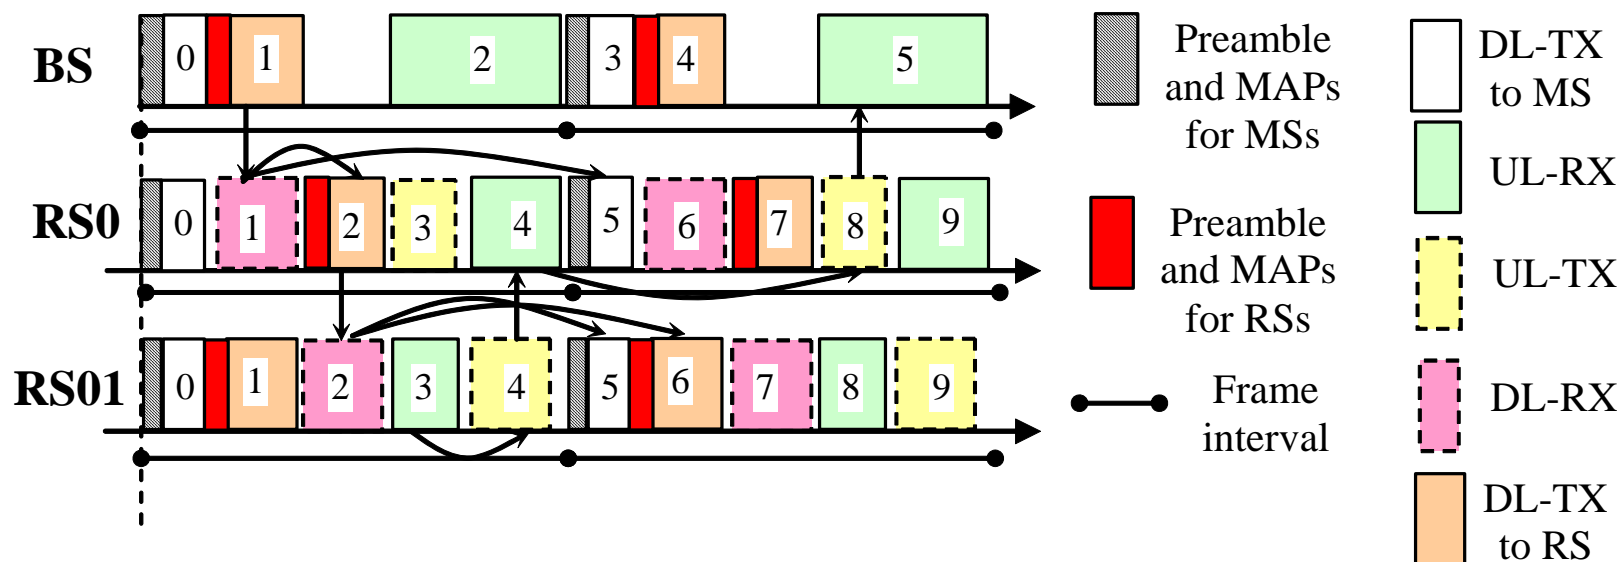 BS
0 1 2 3 4 5
RS0
0 1 2 3 4 5 6 7 8 9
RS01
0 1 2 3 4 5 6 7 8 9
Preamble
and MAPs
for MSs
Preamble
and MAPs
for RSs
Frame
interval
DL-TX
to MS
UL-RX
UL-TX
DL-RX
DL-TX
to RS